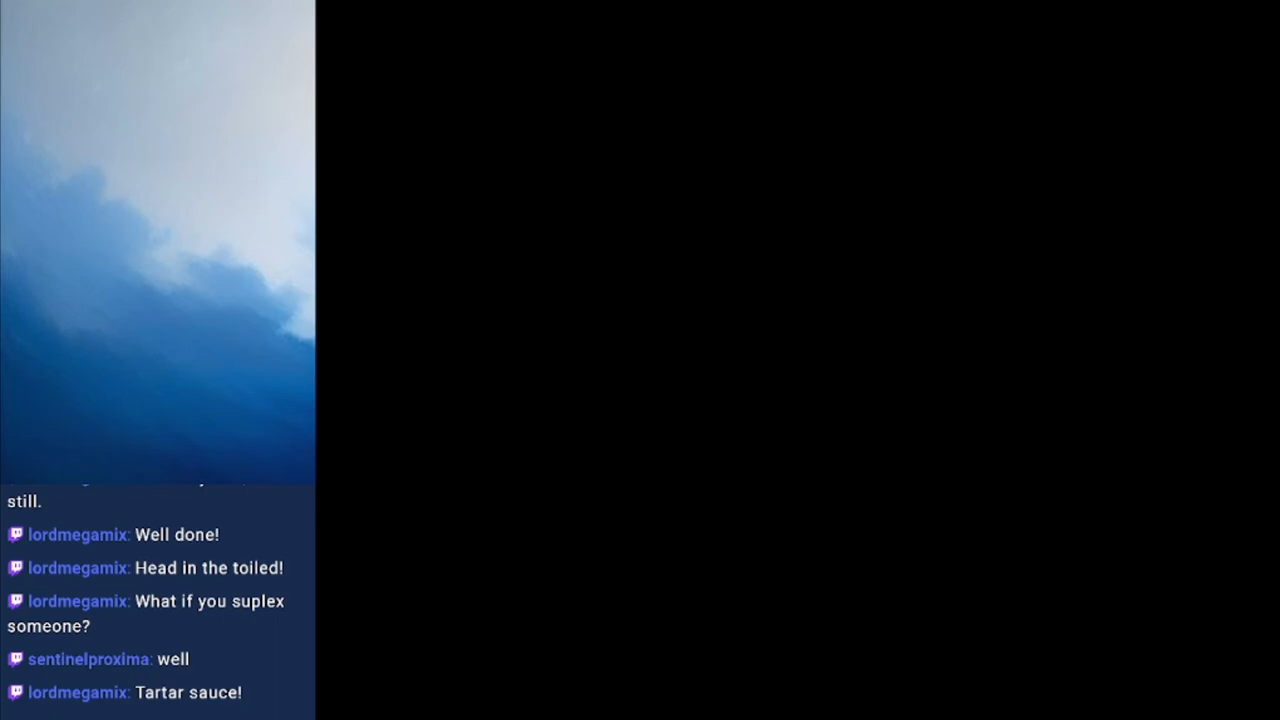 still.
lordmegamix: Well done!
lordmegamix: Head in the toiled!
lordmegamix: What if you suplex
someone?
sentinelproxima: well
lordmegamix: Tartar sauce!